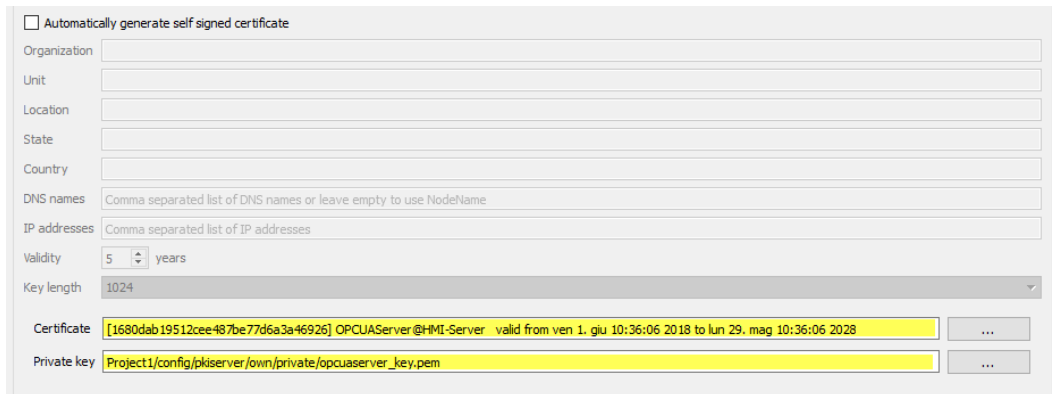 Automatically generate self signed certificate
Organization
Unit
Location
State
Country
DNS names Comma separated list of DNS names or leave empty to use NodeName
IP addresses Comma separated list of IP addresses
Validity 5 years
Key length 1024
Certificate [1680dab19512cee487be77d6a3a46926] OPCUAServer@HMI-Server valid from ven 1. giu 10:36:06 2018 to lun 29. mag 10:36:06 2028 ...
Private key Project1/config/pkiserver/own/private/opcuaserver_key.pem ...